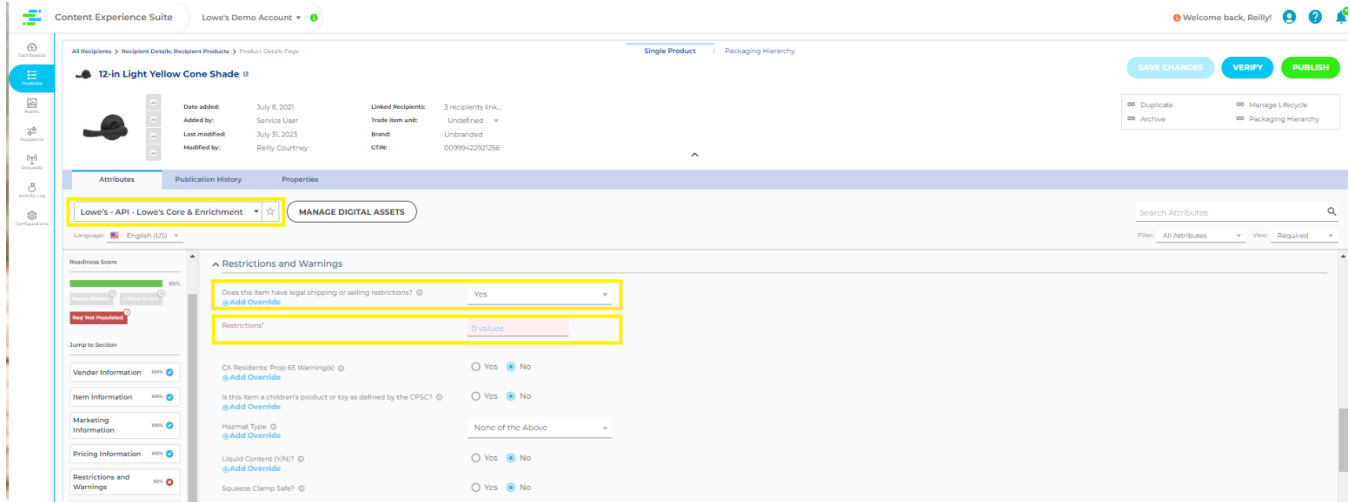 Content Experience Suite
Lowe's Demo Account
Welcome back, Reilly!
Dashboards
Products
Assets
Recipients
Requests
Activity Log
Configurations
All Recipients > Recipient Details: Recipient Products > Product Details Page
Single Product
Packaging Hierarchy
12-in Light Yellow Cone Shade
SAVE CHANGES
VERIFY
PUBLISH
Date added: July 8, 2021
Added by: Service User
Last modified: July 31, 2023
Modified by: Reilly Courtney
Linked Recipients: 3 recipients link...
Trade item unit: Undefined
Brand: Unbranded
GTIN: 00999422921256
Duplicate
Manage Lifecycle
Archive
Packaging Hierarchy
Attributes
Publication History
Properties
Lowe's - API - Lowe's Core & Enrichment
MANAGE DIGITAL ASSETS
Search Attributes
Language: English (US)
Filter: All Attributes
View: Required
Readiness Score
99%
Needs Review
Critical Errors
Req' Not Populated
Jump to Section
Vender Information 100%
Item Information 100%
Marketing
Information 100%
Pricing Information 100%
Restrictions and
Warnings
Restrictions and Warnings
Does the item have legal shipping or selling restrictions?
Add Override
Yes
Restrictions*
0 values
CA Residents: Prop 65 Warning(s)
Add Override
Yes No
Is this item a children's product or toy as defined by the CPSC?
Add Override
Yes No
Hazmat Type
Add Override
None of the Above
Liquid Content (Y/N)?
Add Override
Yes No
Squeeze Clamp Safe?
Yes No